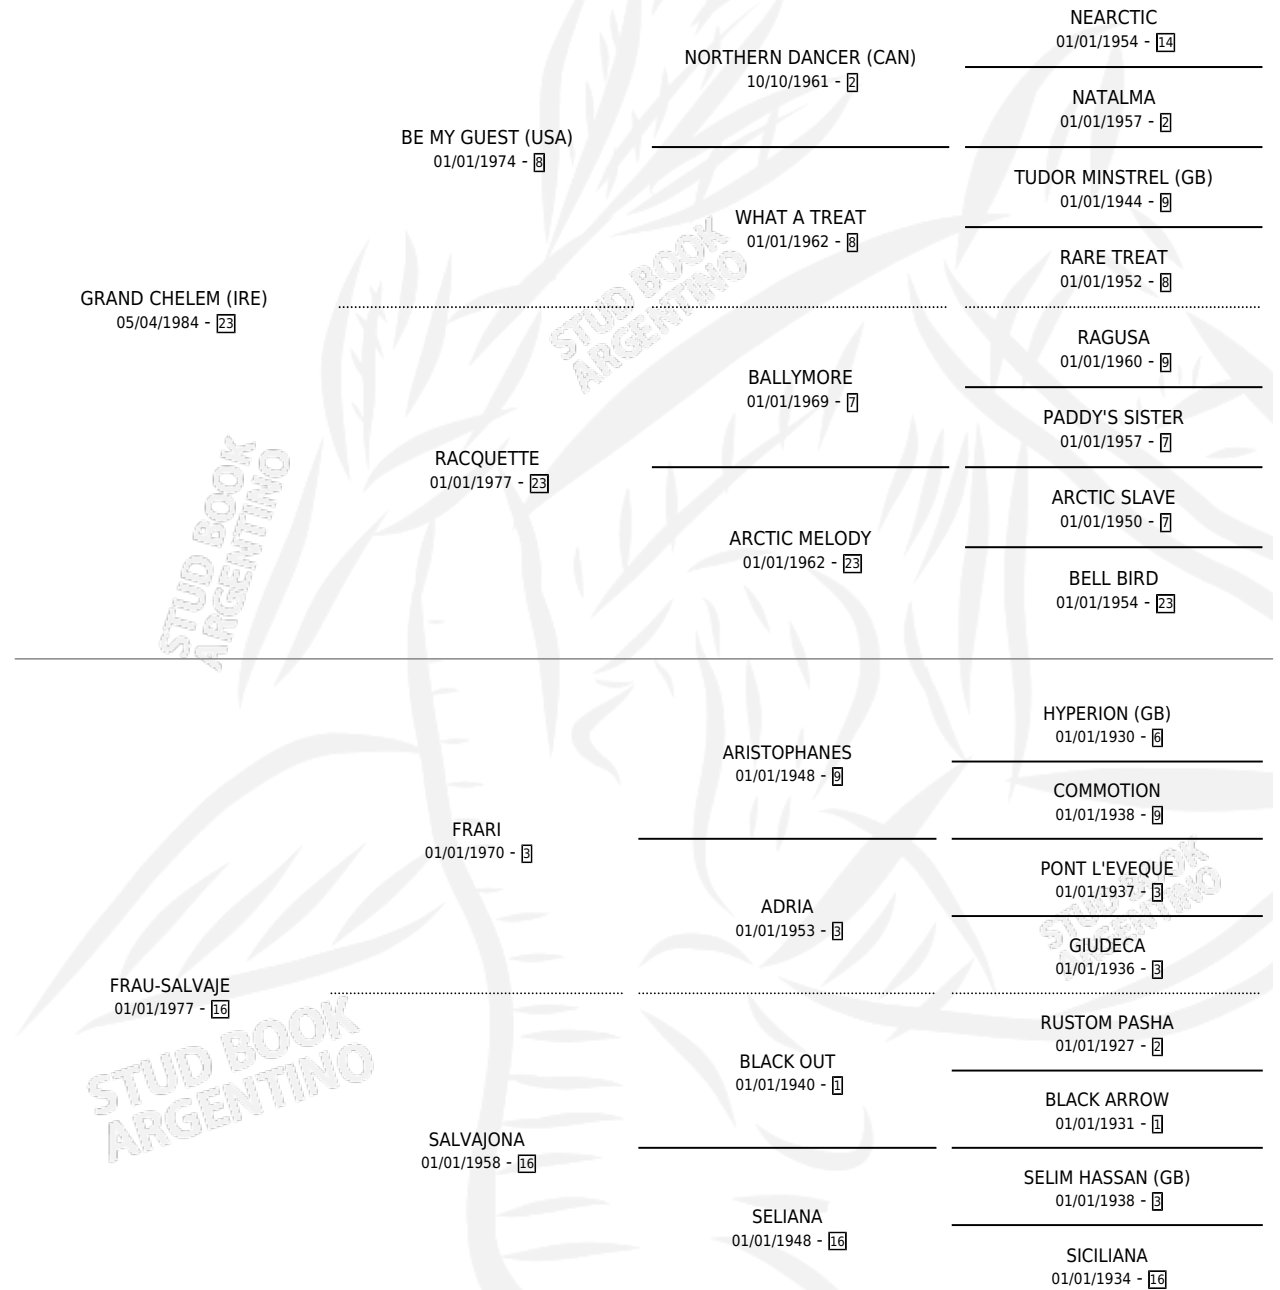 NEARCTIC
01/01/1954 - 14
NORTHERN DANCER (CAN)
10/10/1961 - 2
NATALMA
01/01/1957 - 2
BE MY GUEST (USA)
01/01/1974 - 8
TUDOR MINSTREL (GB)
01/01/1944 - 9
WHAT A TREAT
01/01/1962 - 8
RARE TREAT
01/01/1952 - 8
GRAND CHELEM (IRE)
05/04/1984 - 23
RAGUSA
01/01/1960 - 9
BALLYMORE
01/01/1969 - 7
PADDY'S SISTER
01/01/1957 - 7
RACQUETTE
01/01/1977 - 23
ARCTIC SLAVE
01/01/1950 - 7
ARCTIC MELODY
01/01/1962 - 23
BELL BIRD
01/01/1954 - 23
HYPERION (GB)
01/01/1930 - 6
ARISTOPHANES
01/01/1948 - 9
COMMOTION
01/01/1938 - 9
FRARI
01/01/1970 - 3
PONT L'EVEQUE
01/01/1937 - 3
ADRIA
01/01/1953 - 3
GIUDECA
01/01/1936 - 3
FRAU-SALVAJE
01/01/1977 - 16
RUSTOM PASHA
01/01/1927 - 2
BLACK OUT
01/01/1940 - 1
BLACK ARROW
01/01/1931 - 1
SALVAJONA
01/01/1958 - 16
SELIM HASSAN (GB)
01/01/1938 - 3
SELIANA
01/01/1948 - 16
SICILIANA
01/01/1934 - 16
STUD BOOK
ARGENTINO
STUD BOOK
ARGENTINO
STUD BOOK
ARGENTINO
STUD BOOK
ARGENTINO